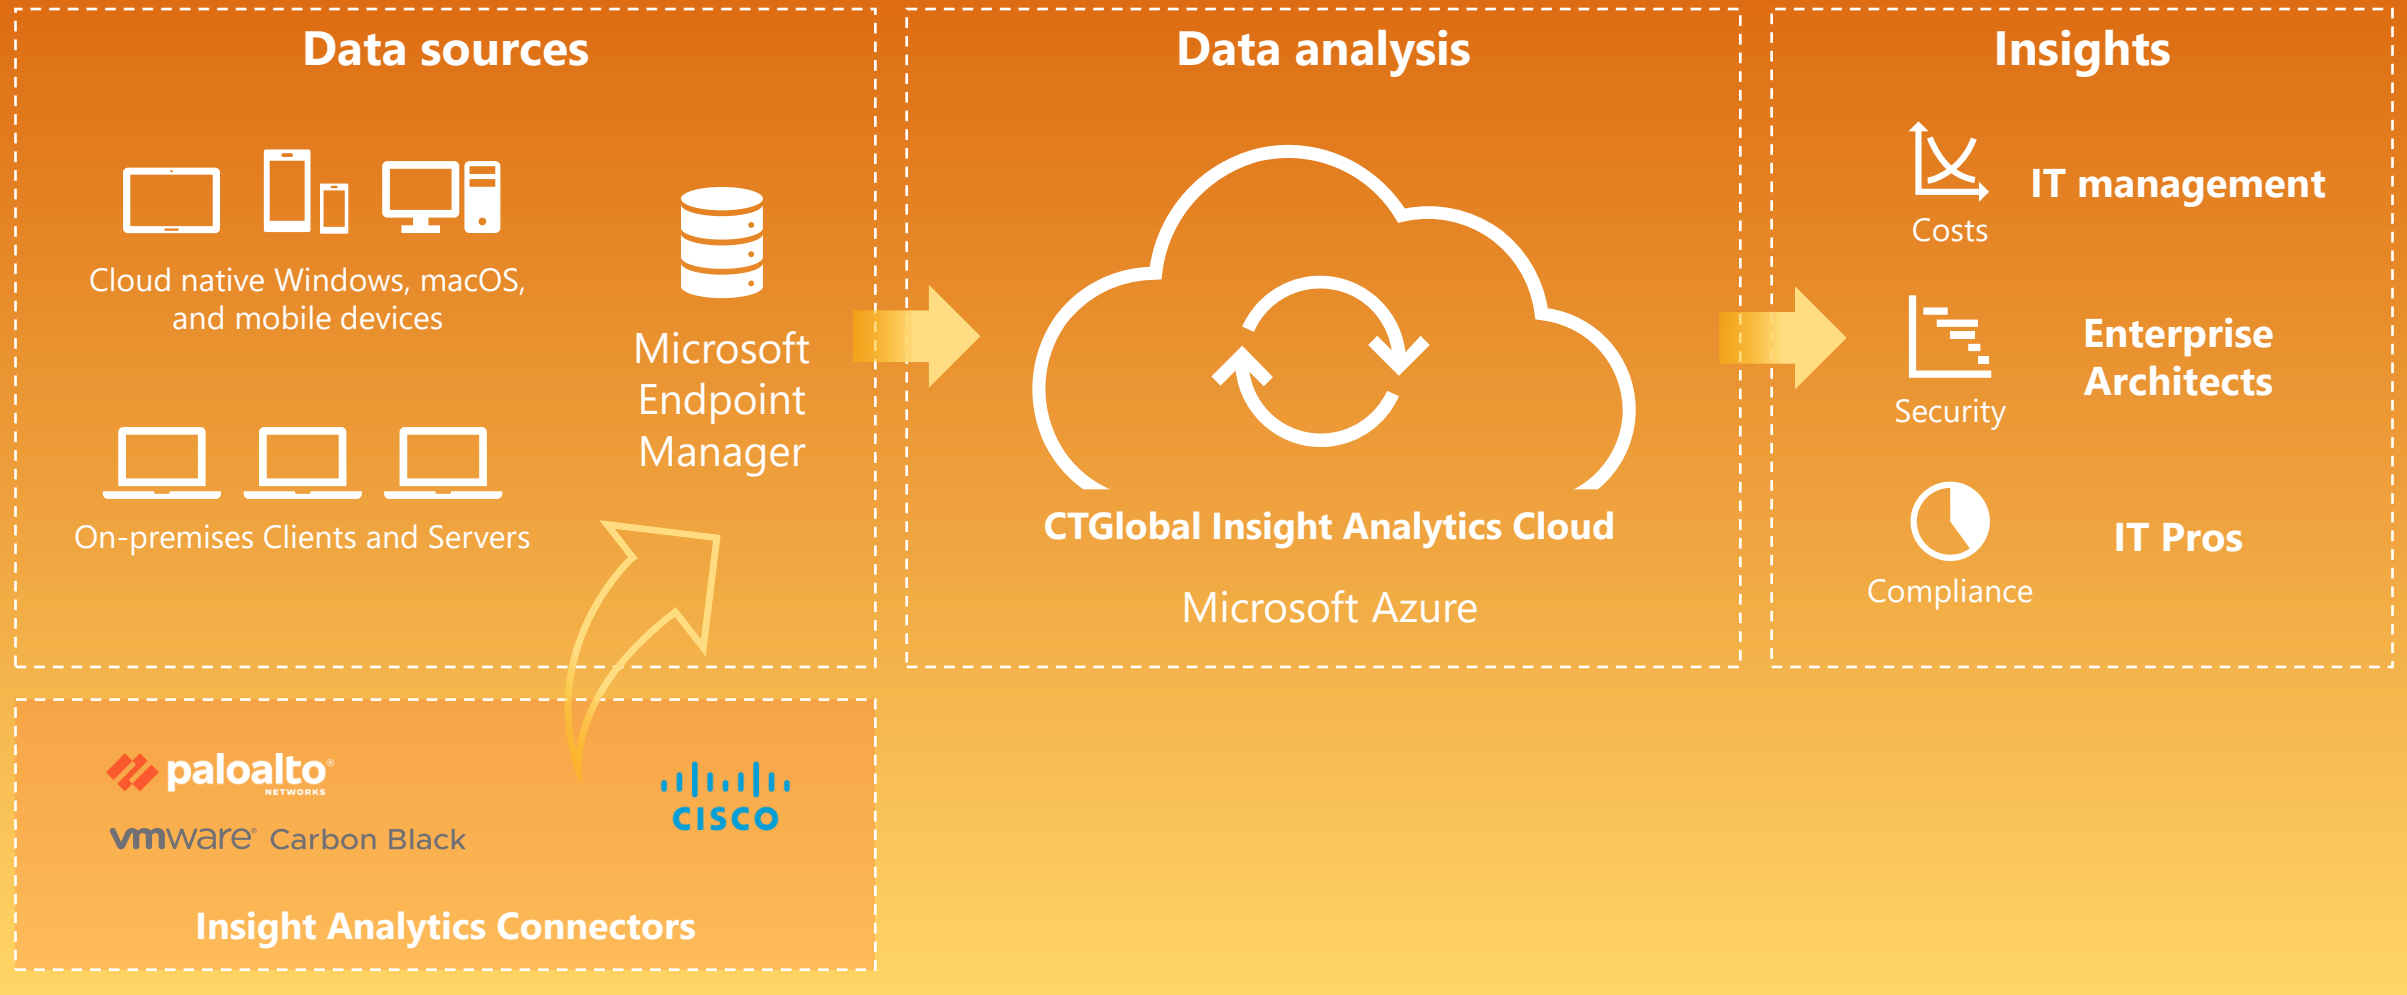 Data sources
Cloud native Windows, macOS,
and mobile devices
On-premises Clients and Servers
Microsoft
Endpoint
Manager
paloalto®
NETWORKS
vmware® Carbon Black
CISCO
Insight Analytics Connectors
Data analysis
CTGlobal Insight Analytics Cloud
Microsoft Azure
Insights
Costs
IT management
Security
Enterprise
Architects
Compliance
IT Pros